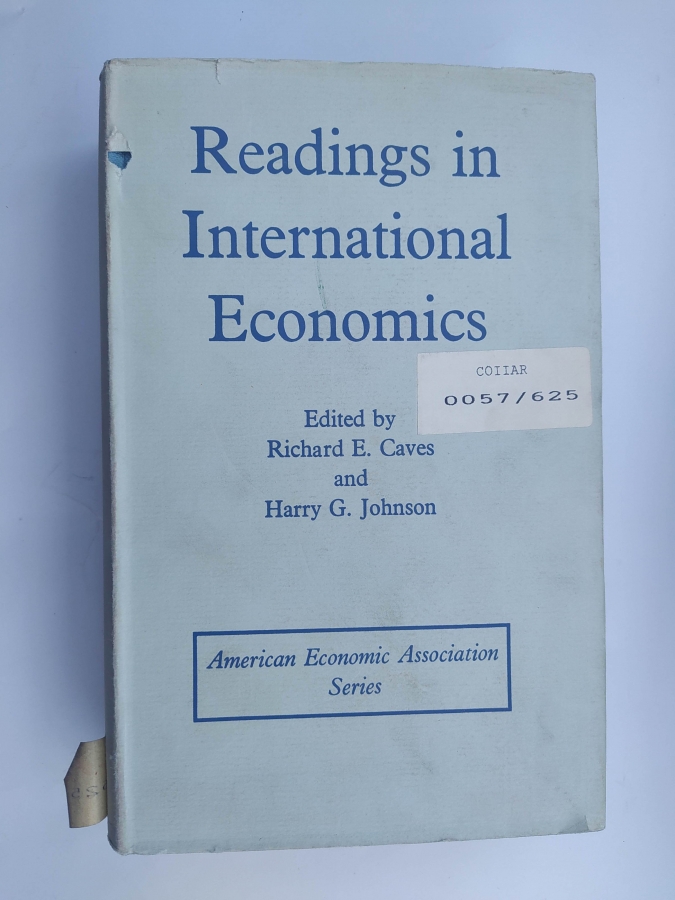 Readings in
International
Economics
COIIAR
0057/625
Edited by
Richard E. Caves
and
Harry G. Johnson
American Economic Association
Series